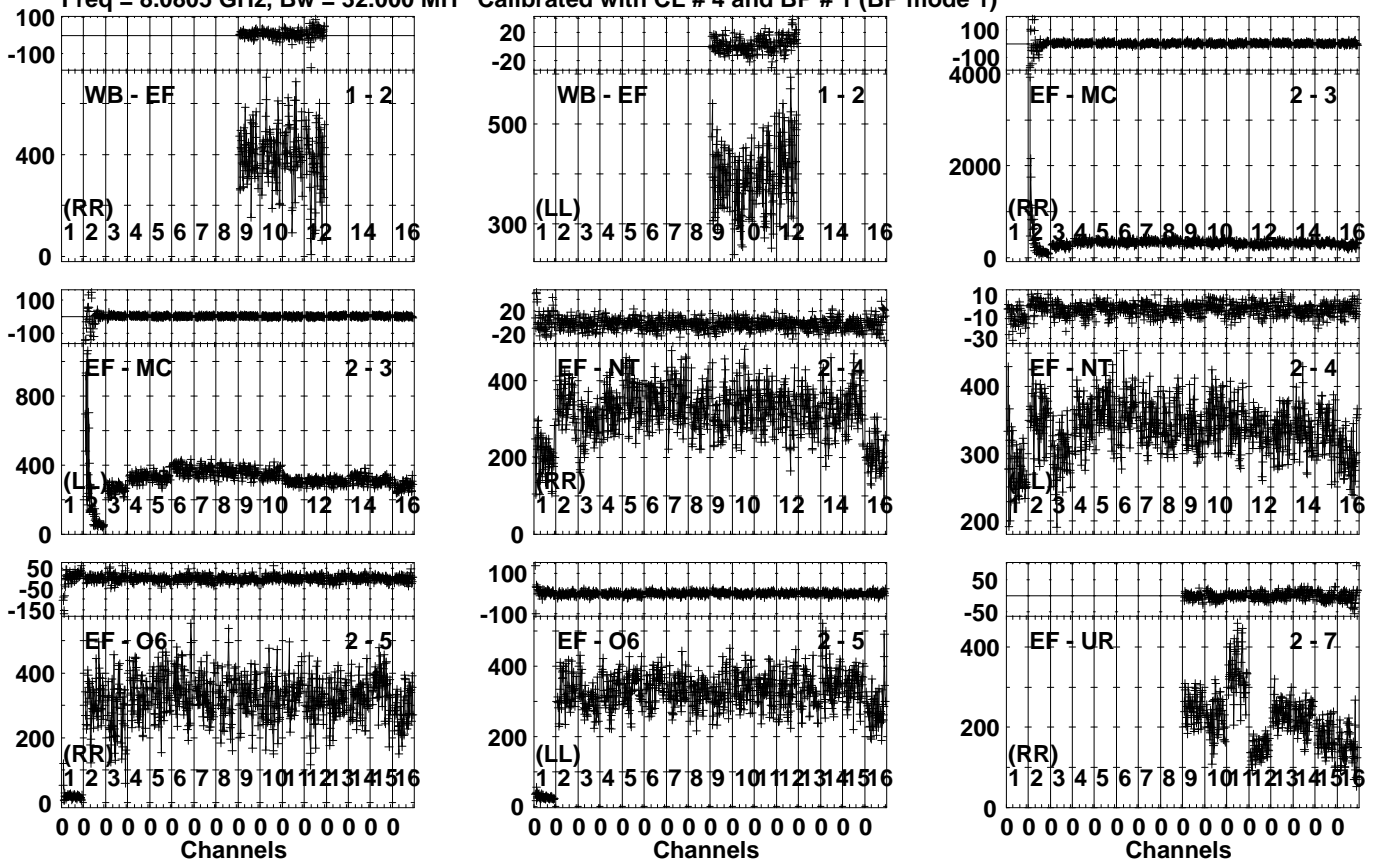 Freq = 8.0805 GHz, Bw = 32.000 MH Calibrated with CL # 4 and BP # 1 (BP mode 1)
100
-100
WB - EF 1 - 2
400
(RR)
1 2 3 4 5 6 7 8 9 10 12 14 16
0
20
-20
WB - EF 1 - 2
500
300
(LL)
1 2 3 4 5 6 7 8 9 10 12 14 16
100
-100
4000
EF - MC 2 - 3
2000
(RR)
1 2 3 4 5 6 7 8 9 10 12 14 16
0
100
-100
EF - MC 2 - 3
800
400
(LL)
1 2 3 4 5 6 7 8 9 10 12 14 16
0
20
-20
EF - NT 2 - 4
400
200
(RR)
1 2 3 4 5 6 7 8 9 10 12 14 16
0
10
-10
-30
EF - NT 2 - 4
400
300
(LL)
1 2 3 4 5 6 7 8 9 10 12 14 16
200
50
-50
-150
EF - O6 2 - 5
400
200
(RR)
1 2 3 4 5 6 7 8 9 10 11 12 13 14 15 16
0
0 0 0 0 0 0 0 0 0 0 0 0 0 0 0 0
Channels
100
-100
EF - O6 2 - 5
400
200
(LL)
1 2 3 4 5 6 7 8 9 10 11 12 13 14 15 16
0
0 0 0 0 0 0 0 0 0 0 0 0 0 0 0 0
Channels
50
-50
EF - UR 2 - 7
400
200
(RR)
1 2 3 4 5 6 7 8 9 10 11 12 13 14 15 16
0
0 0 0 0 0 0 0 0 0 0 0 0 0 0 0 0
Channels